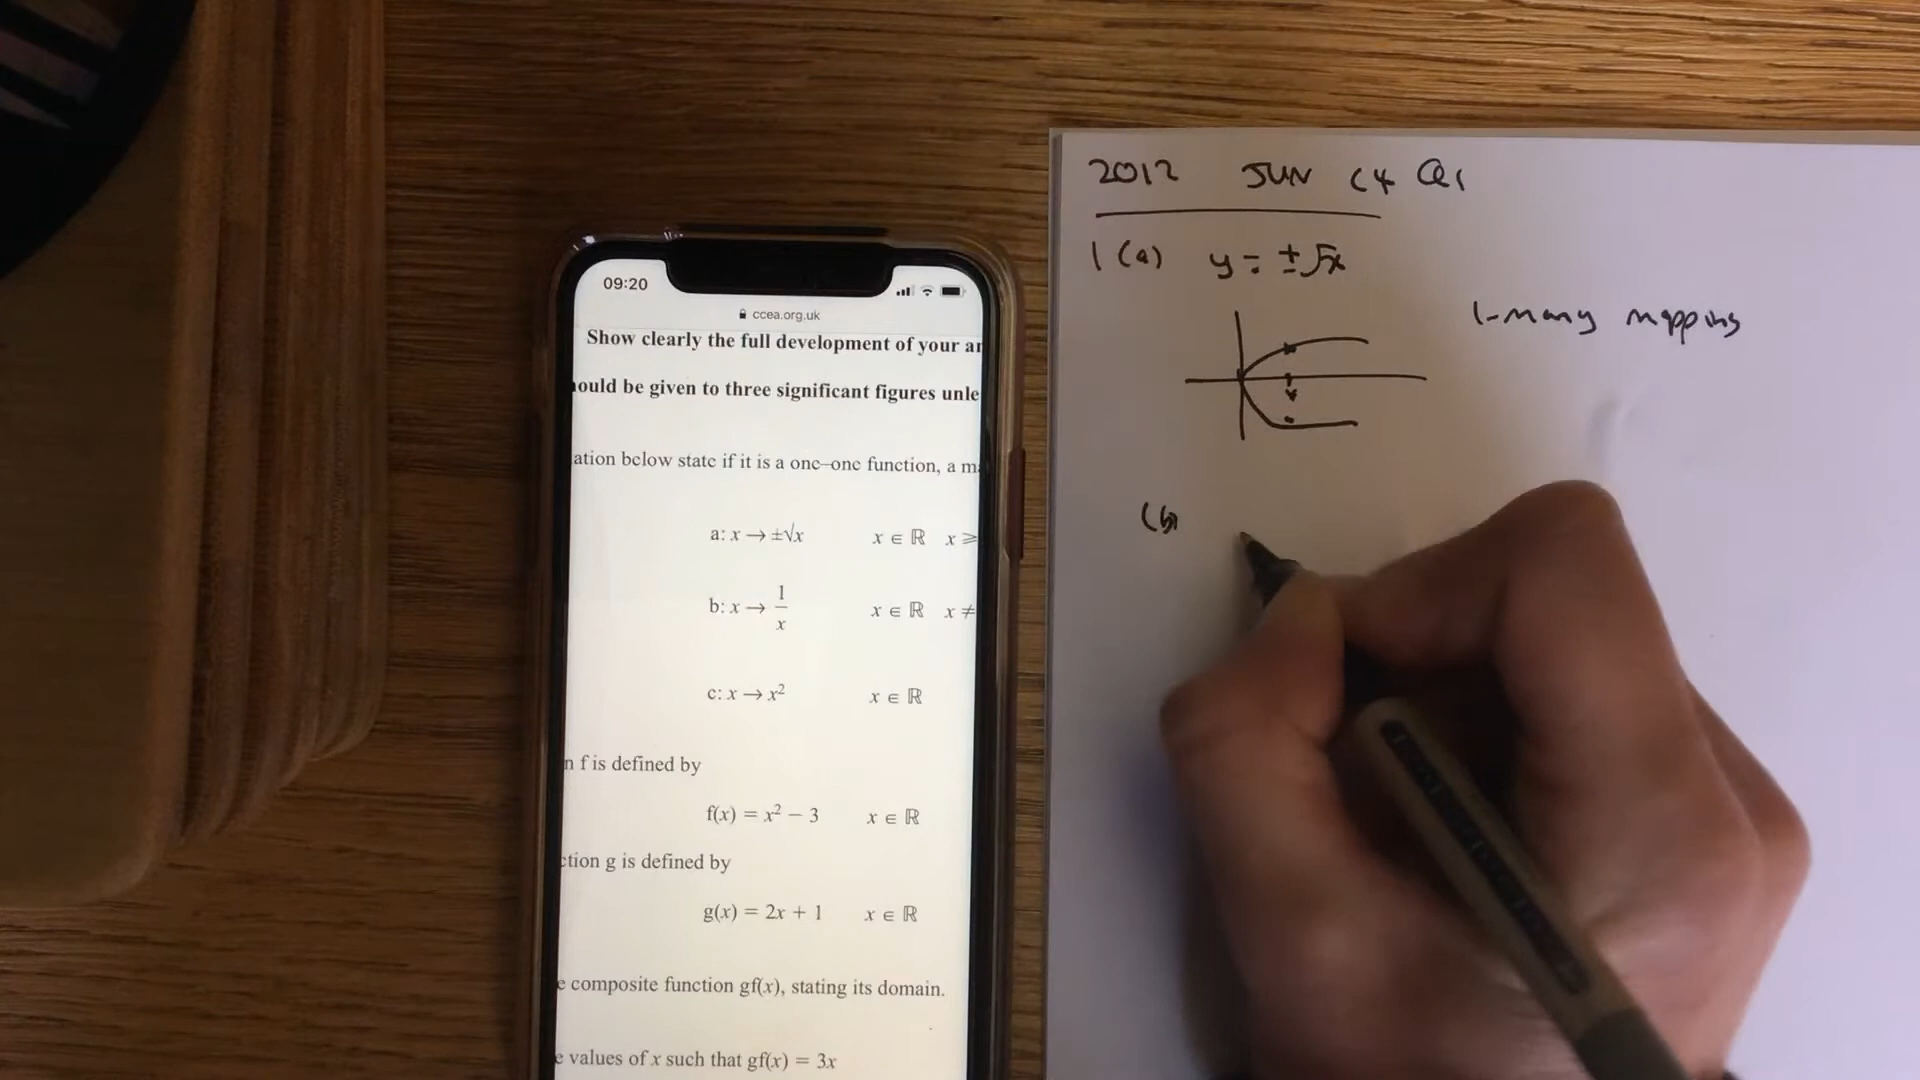 09:20
ccea.org.uk
Show clearly the full development of your
ould be given to three significant figures unle
ation below state if it is a one–one function, a m
a: x → ±√x x ∈ ℝ x ≥
b: x → 1/x x ∈ ℝ x ≠
c: x → x² x ∈ ℝ
n f is defined by
f(x) = x² – 3 x ∈ ℝ
ction g is defined by
g(x) = 2x + 1 x ∈ ℝ
e composite function gf(x), stating its domain.
e values of x such that gf(x) = 3x
2012 JUN C4 Q1
1 (a) y = ±√x
1-many mapping
(b)